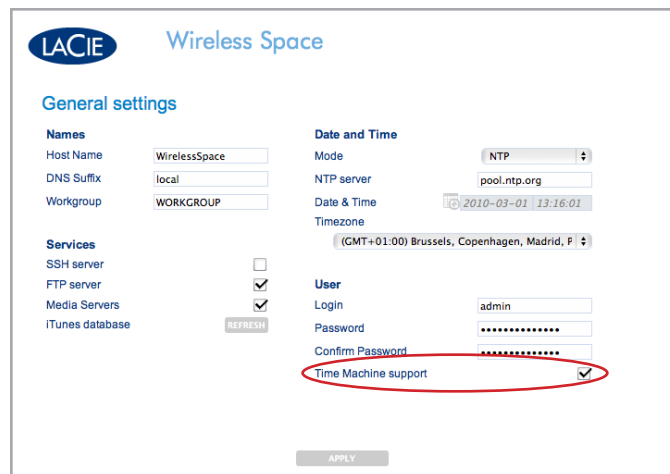 LACIE
Wireless Space
General settings
Names
Host Name WirelessSpace
DNS Suffix local
Workgroup WORKGROUP
Services
SSH server
FTP server
Media Servers
iTunes database REFRESH
Date and Time
Mode NTP
NTP server pool.ntp.org
Date & Time 2010-03-01 13:16:01
Timezone
(GMT+01:00) Brussels, Copenhagen, Madrid, P
User
Login admin
Password ••••••••••••••
Confirm Password ••••••••••••••
Time Machine support
APPLY